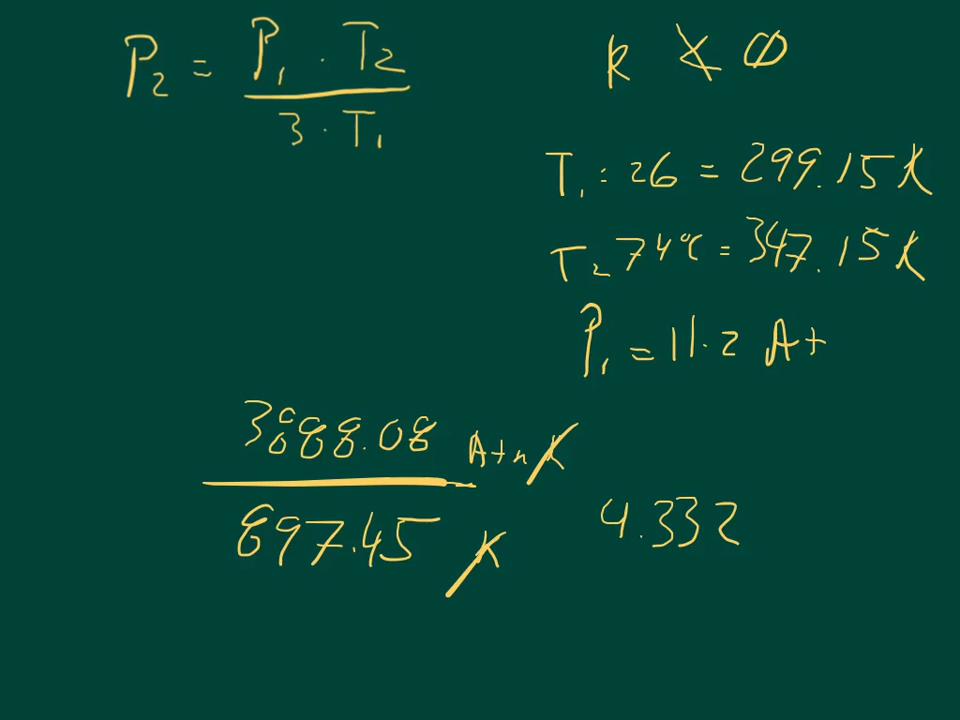 P₂ = P₁ · T₂ / 3 · T₁
K
T₁ = 26 = 299.15 K
T₂ 74°C = 347.15 K
P₁ = 11.2 At
3888.08 Atm K
897.45 K
4.332